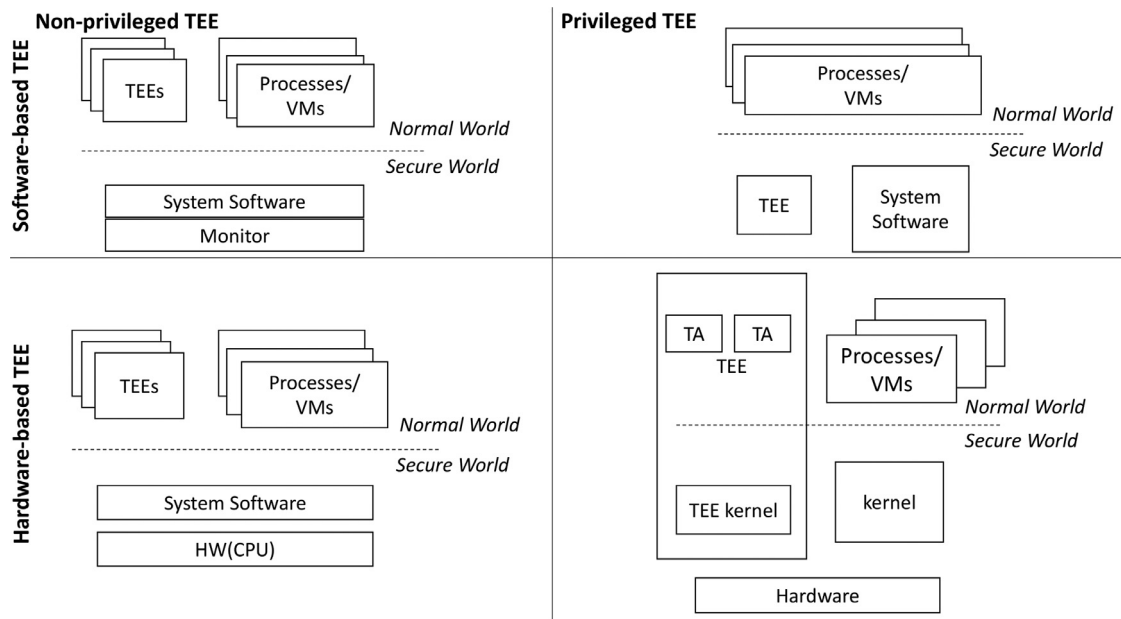 Non-privileged TEE
Privileged TEE
Software-based TEE
TEEs
Processes/
VMs
Normal World
Secure World
System Software
Monitor
Processes/
VMs
Normal World
Secure World
TEE
System
Software
Hardware-based TEE
TEEs
Processes/
VMs
Normal World
Secure World
System Software
HW(CPU)
TA
TA
TEE
Processes/
VMs
Normal World
Secure World
TEE kernel
kernel
Hardware